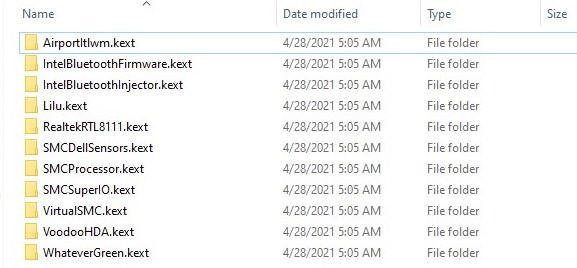 Name Date modified Type Size
AirportItlwm.kext 4/28/2021 5:05 AM File folder
IntelBluetoothFirmware.kext 4/28/2021 5:05 AM File folder
IntelBluetoothInjector.kext 4/28/2021 5:05 AM File folder
Lilu.kext 4/28/2021 5:05 AM File folder
RealtekRTL8111.kext 4/28/2021 5:05 AM File folder
SMCDellSensors.kext 4/28/2021 5:05 AM File folder
SMCProcessor.kext 4/28/2021 5:05 AM File folder
SMCSuperIO.kext 4/28/2021 5:05 AM File folder
VirtualSMC.kext 4/28/2021 5:05 AM File folder
VoodooHDA.kext 4/28/2021 5:05 AM File folder
WhateverGreen.kext 4/28/2021 5:05 AM File folder